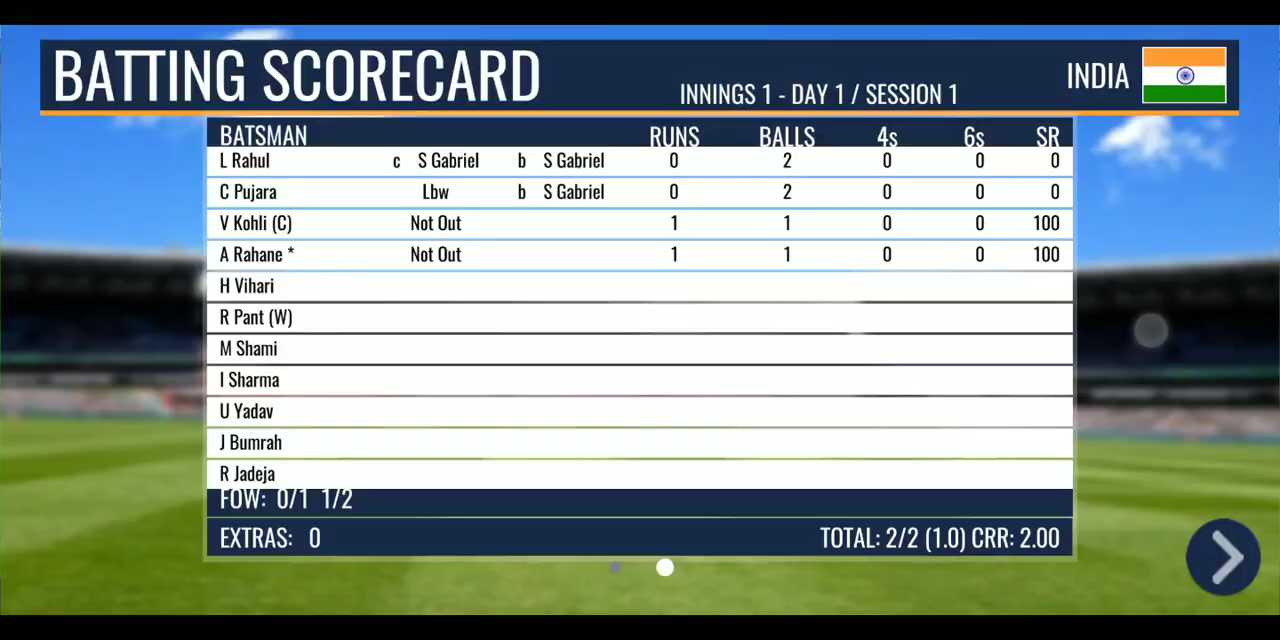 BATTING SCORECARD INNINGS 1 - DAY 1 / SESSION 1 INDIA
BATSMAN RUNS BALLS 4s 6s SR
L Rahul c S Gabriel b S Gabriel 0 2 0 0 0
C Pujara Lbw b S Gabriel 0 2 0 0 0
V Kohli (C) Not Out 1 1 0 0 100
A Rahane * Not Out 1 1 0 0 100
H Vihari
R Pant (W)
M Shami
I Sharma
U Yadav
J Bumrah
R Jadeja
FOW: 0/1 1/2
EXTRAS: 0 TOTAL: 2/2 (1.0) CRR: 2.00